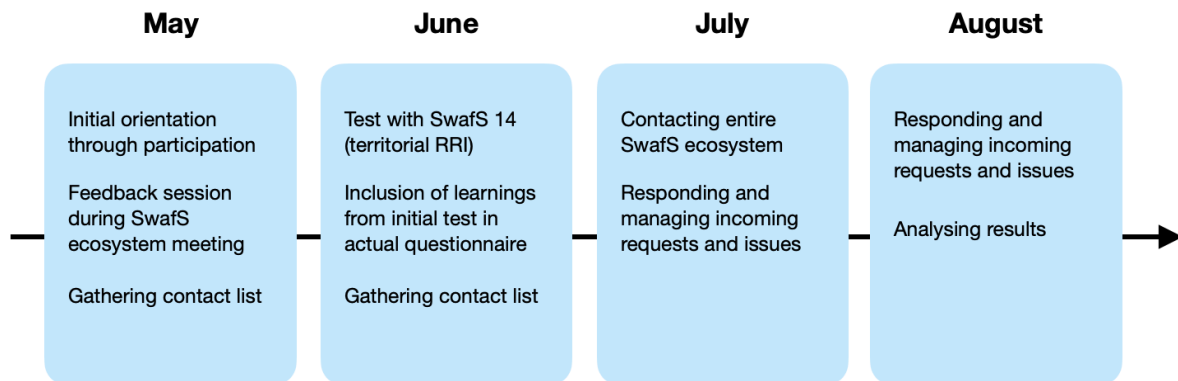 May
Initial orientation
through participation
Feedback session
during SwafS
ecosystem meeting
Gathering contact list
June
Test with SwafS 14
(territorial RRI)
Inclusion of learnings
from initial test in
actual questionnaire
Gathering contact list
July
Contacting entire
SwafS ecosystem
Responding and
managing incoming
requests and issues
August
Responding and
managing incoming
requests and issues
Analysing results